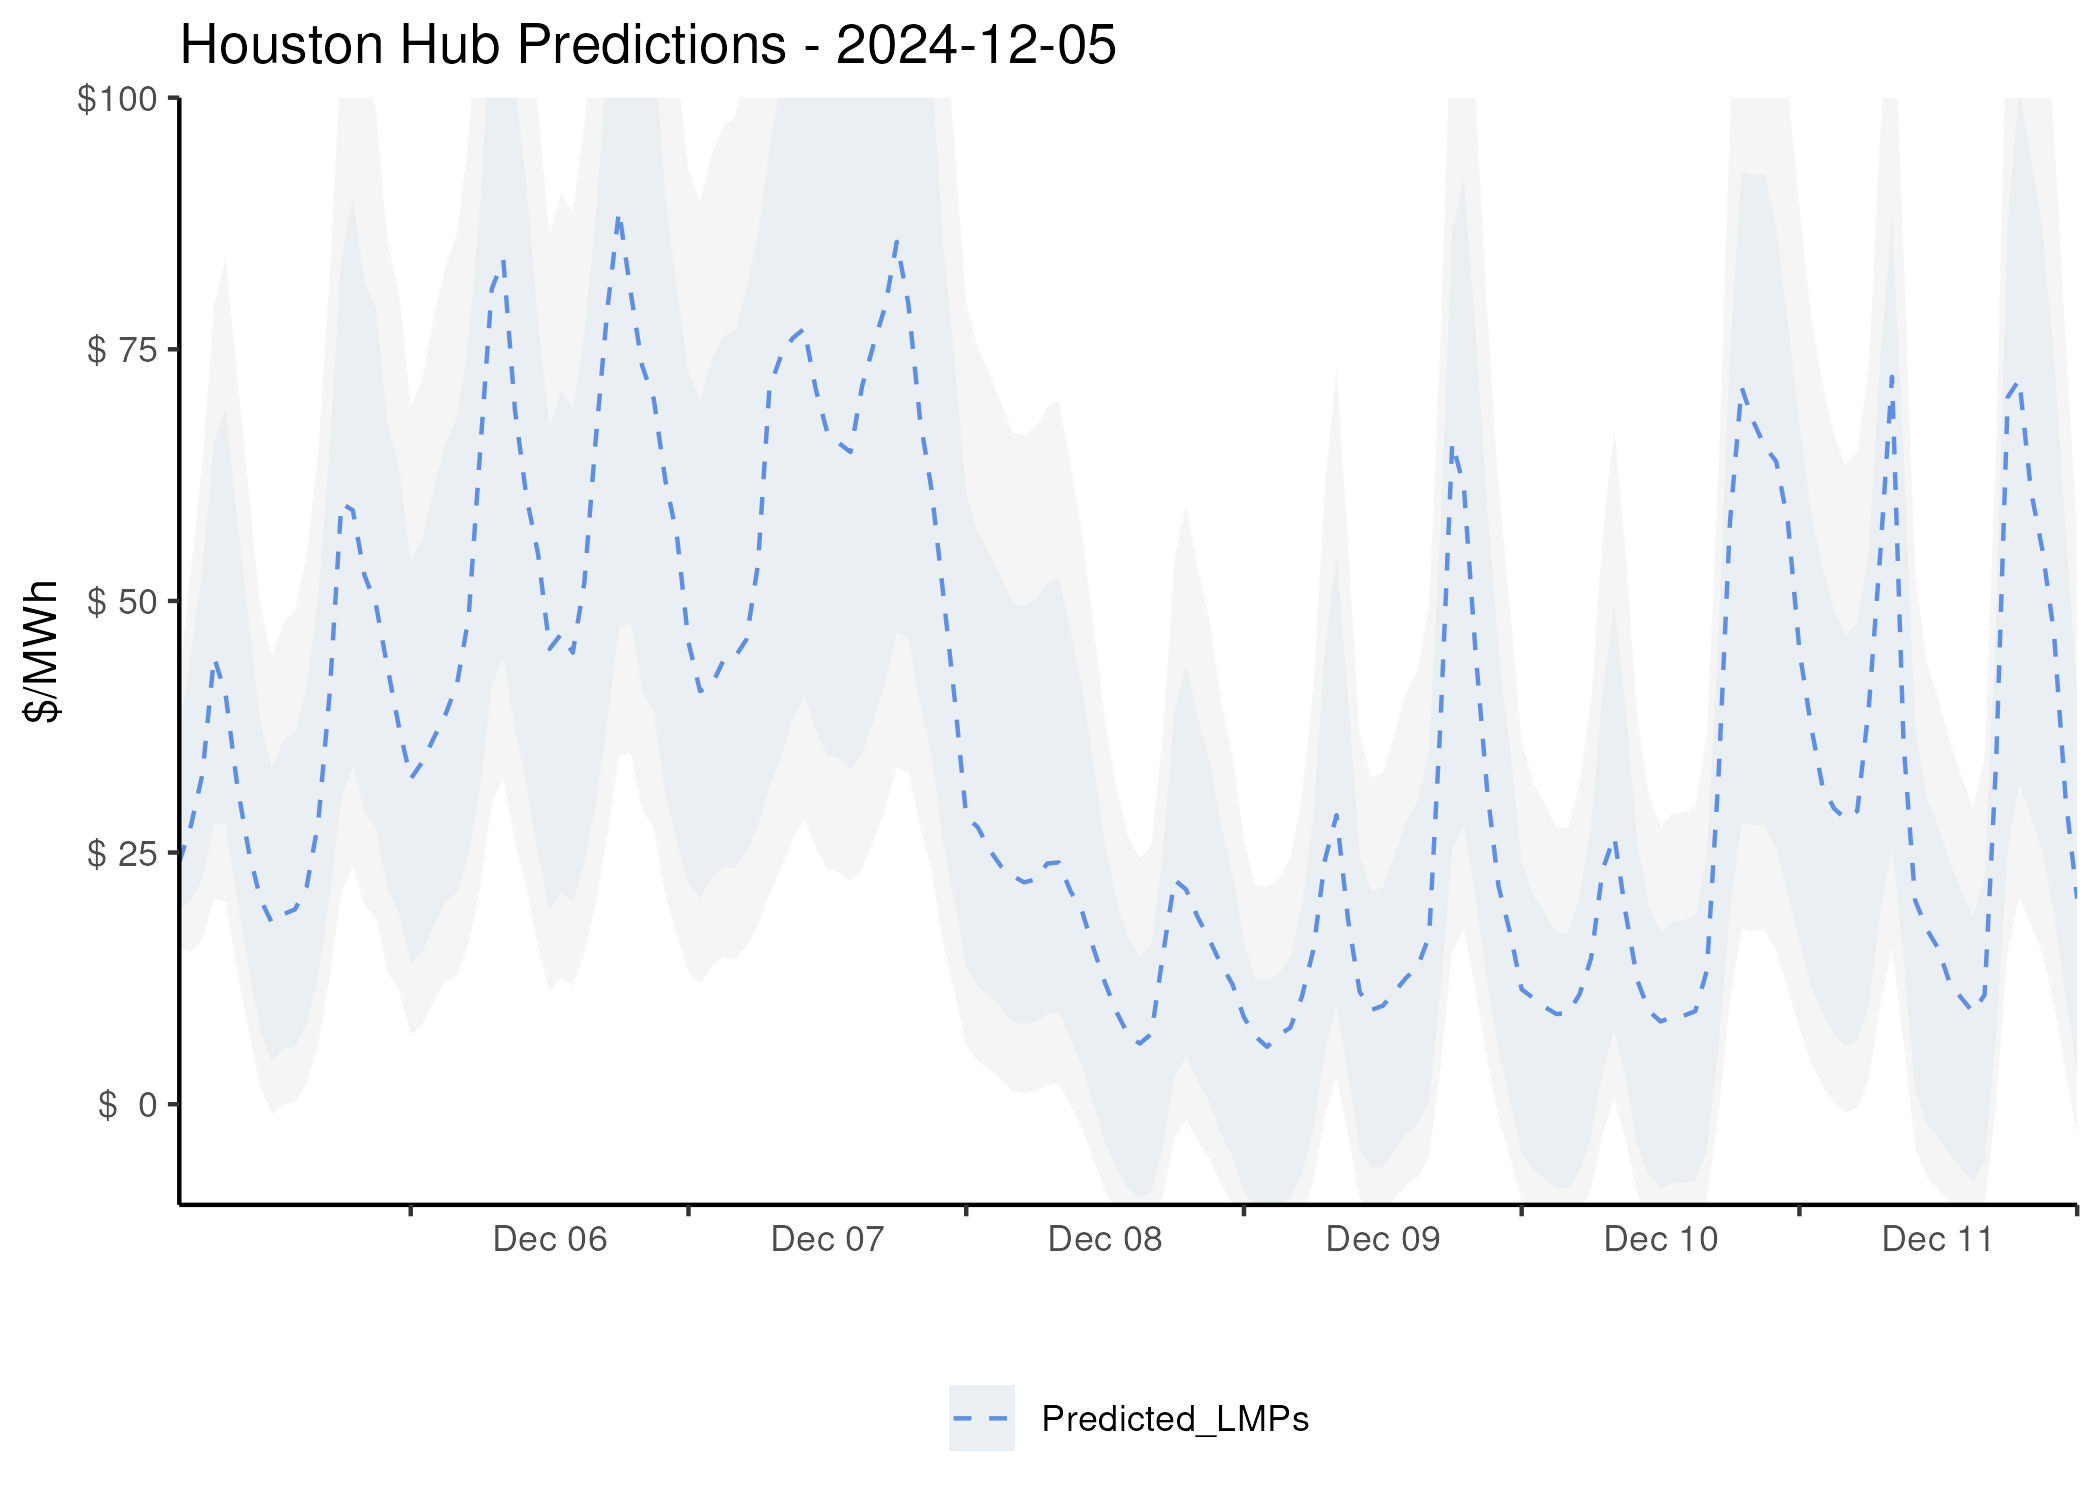 Houston Hub Predictions - 2024-12-05
$100
$ 75
$ 50
$ 25
$  0
$/MWh
Dec 06
Dec 07
Dec 08
Dec 09
Dec 10
Dec 11
Predicted_LMPs